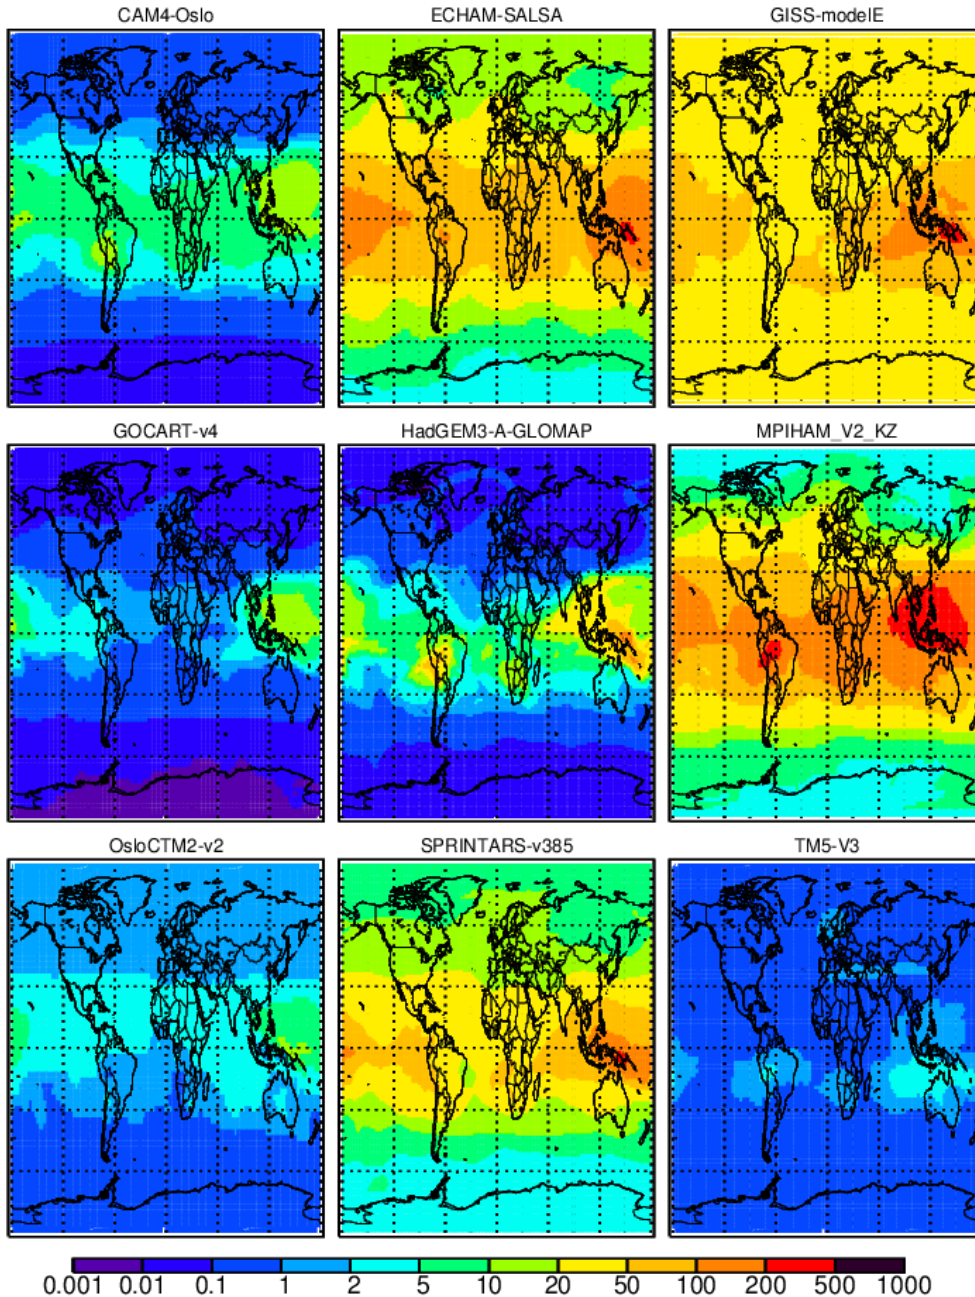 CAM4-Oslo
ECHAM-SALSA
GISS-modelE
GOCART-v4
HadGEM3-A-GLOMAP
MPIHAM_V2_KZ
OsloCTM2-v2
SPRINTARS-v385
TM5-V3
0.001 0.01 0.1 1 2 5 10 20 50 100 200 500 1000